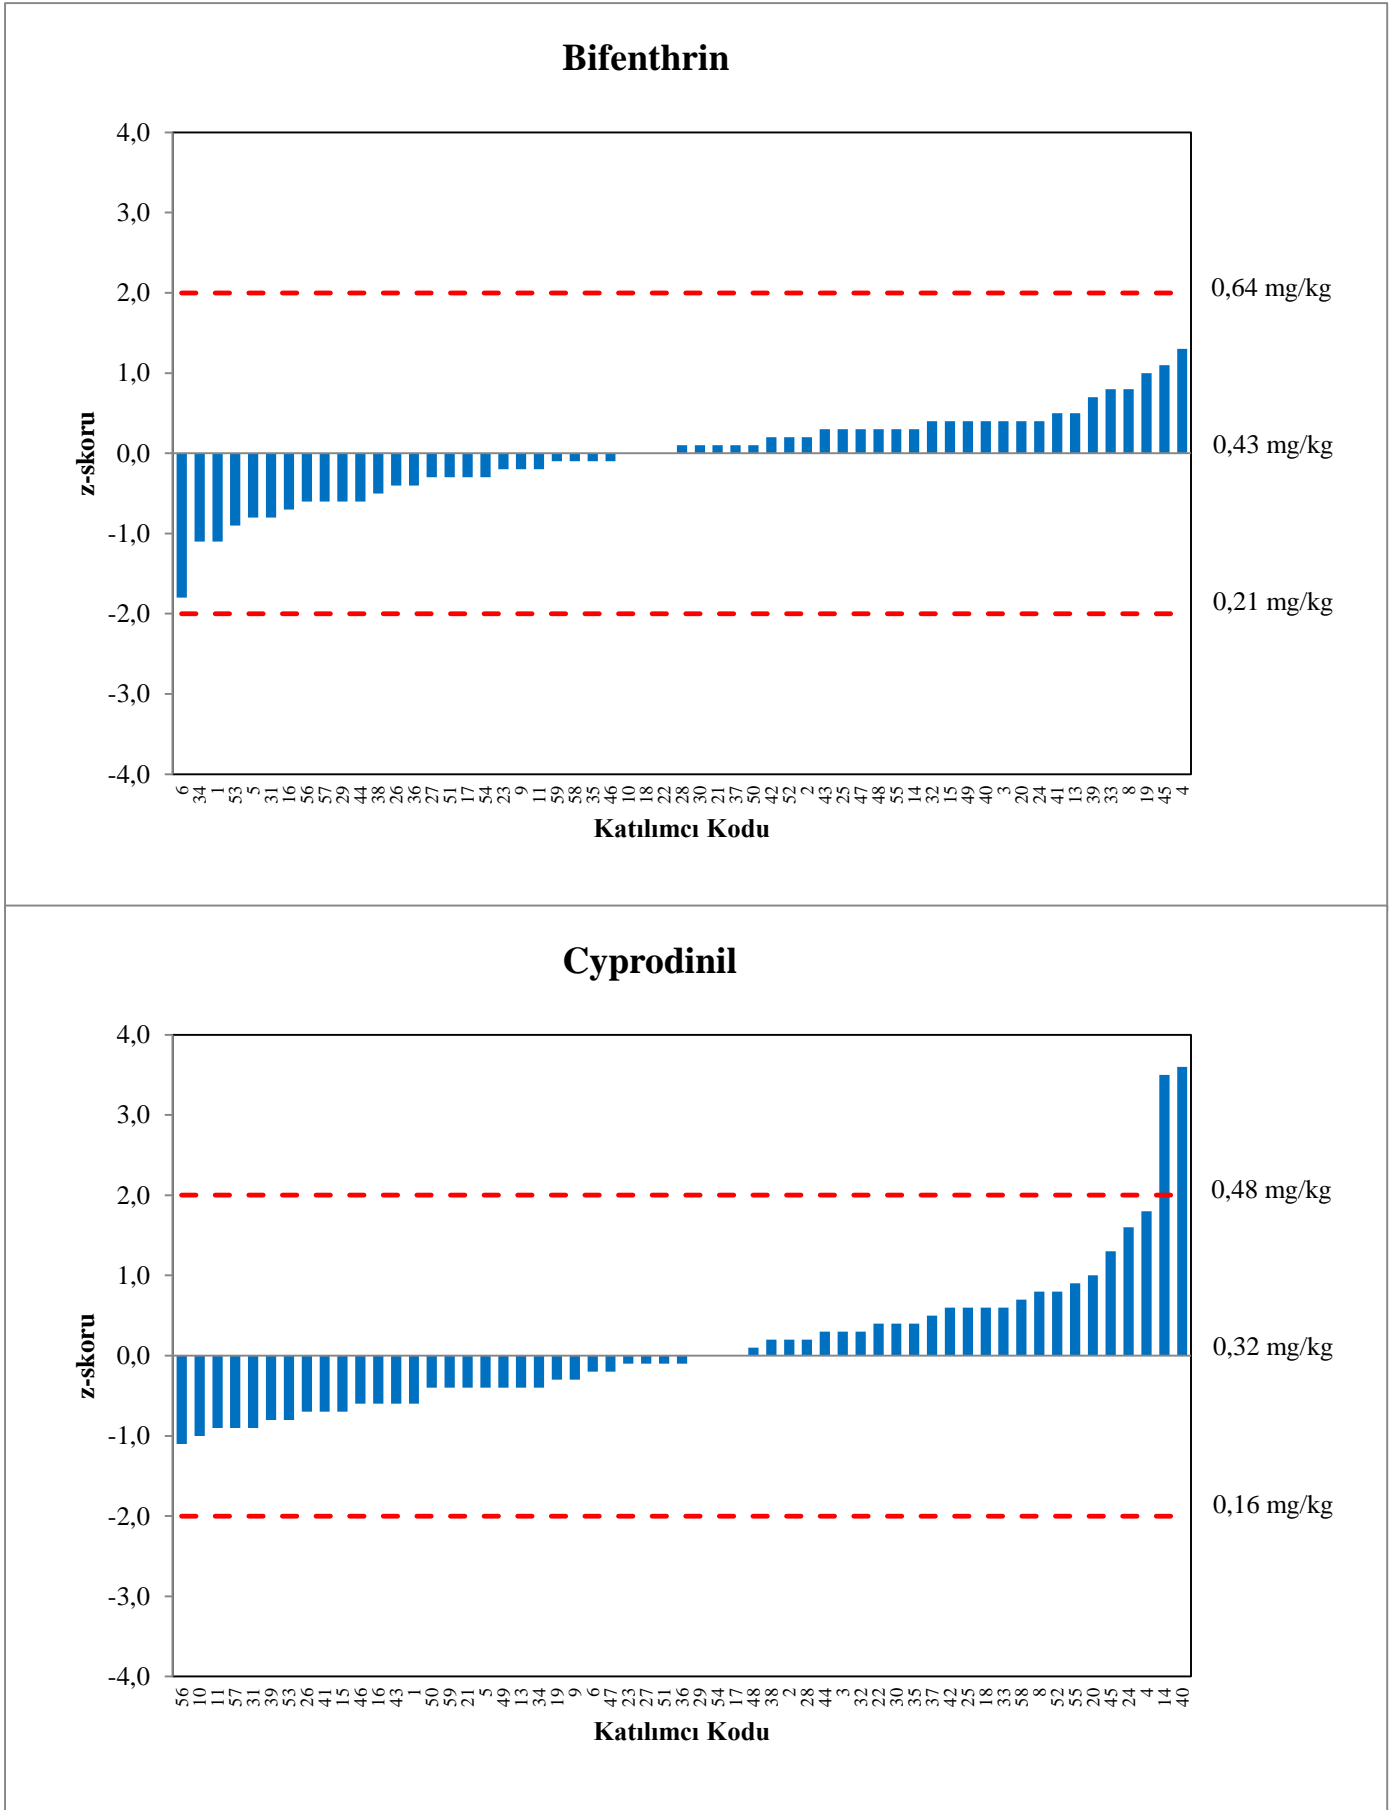 Bifenthrin
4,0
3,0
2,0
1,0
0,0
-1,0
-2,0
-3,0
-4,0
z-skoru
0,64 mg/kg
0,43 mg/kg
0,21 mg/kg
6 34 1 53 5 31 16 56 57 29 44 38 26 36 27 51 17 54 23 9 11 59 58 35 46 10 18 22 28 30 21 37 50 42 52 2 43 25 47 48 55 14 32 15 49 40 3 20 24 41 13 39 33 8 19 45 4
Katılımcı Kodu
Cyprodinil
4,0
3,0
2,0
1,0
0,0
-1,0
-2,0
-3,0
-4,0
z-skoru
0,48 mg/kg
0,32 mg/kg
0,16 mg/kg
56 10 11 57 31 39 53 26 41 15 46 16 43 1 50 59 21 5 49 13 34 19 9 6 47 23 27 51 36 29 54 17 48 38 2 28 44 3 32 22 30 35 37 42 25 18 33 58 8 52 55 20 45 24 4 14 40
Katılımcı Kodu